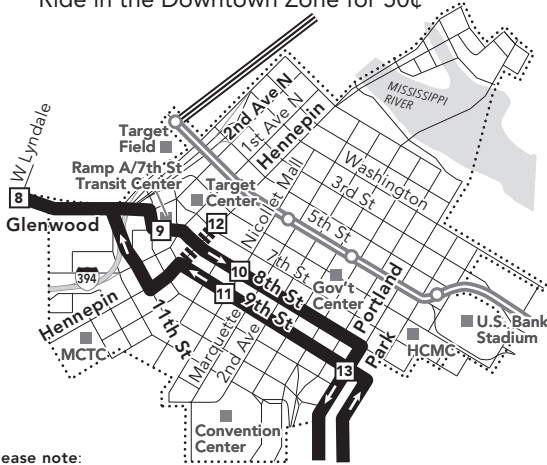 Ride in the Downtown Zone for 50¢
MISSISSIPPI
RIVER
W Lyndale
2nd Ave N
1st Ave N
Hennepin
Target
Field
Washington
Ramp A/7th St
Transit Center
3rd St
8
Target
Center
Nicollet Mall
5th St
Glenwood
9
12
7th St
394
10
8th St
Gov't
Center
Portland
11
9th St
Hennepin
11th St
Marquette
2nd Ave
Park
U.S. Bank
Stadium
MCTC
HCMC
13
Convention
Center
ease note: